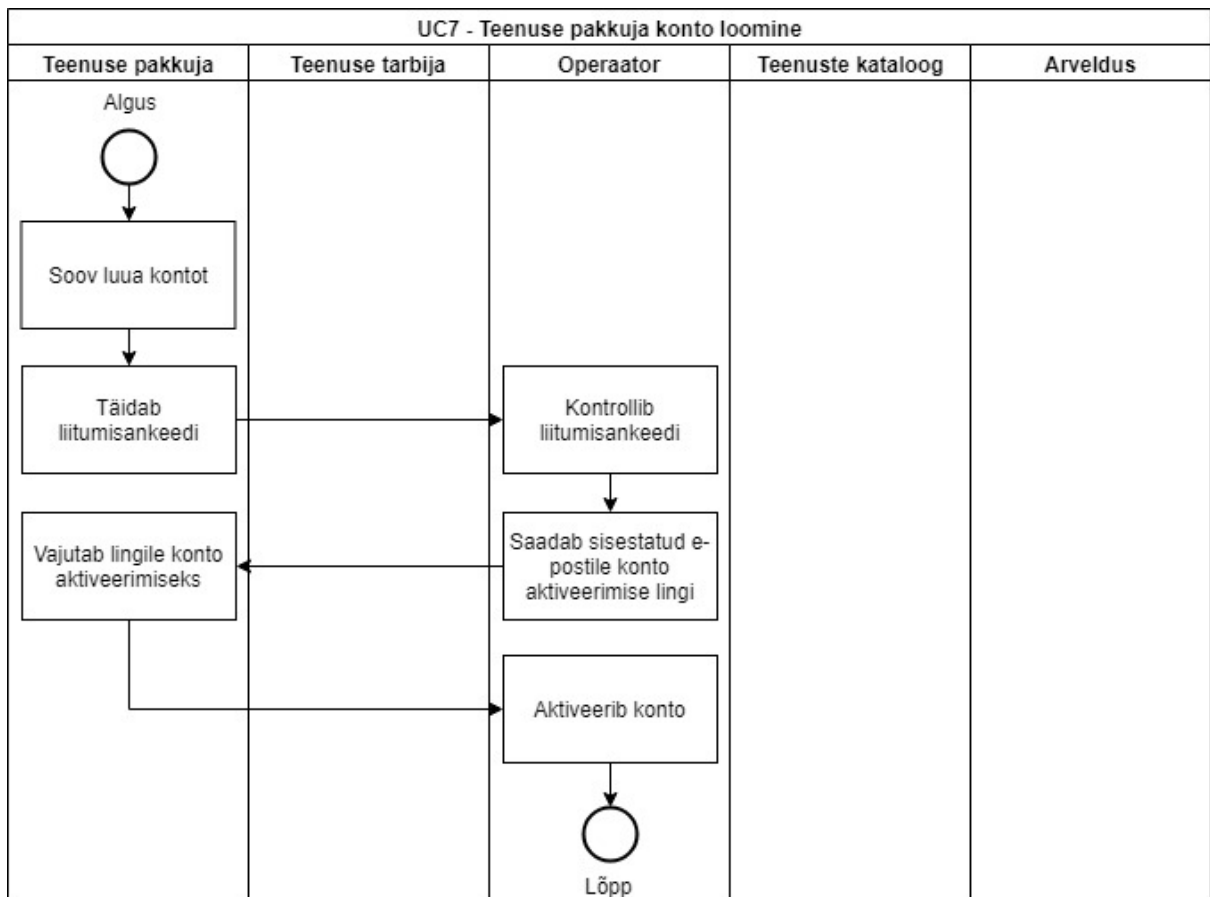 UC7 - Teenuse pakkuja konto loomine
Teenuse pakkuja
Teenuse tarbija
Operaator
Teenuste kataloog
Arveldus
Algus
Soov luua kontot
Täidab
liitumisankeedi
Kontrollib
liitumisankeedi
Vajutab lingile konto
aktiveerimiseks
Saadab sisestatud e-
postile konto
aktiveerimise lingi
Aktiveerib konto
Lõpp